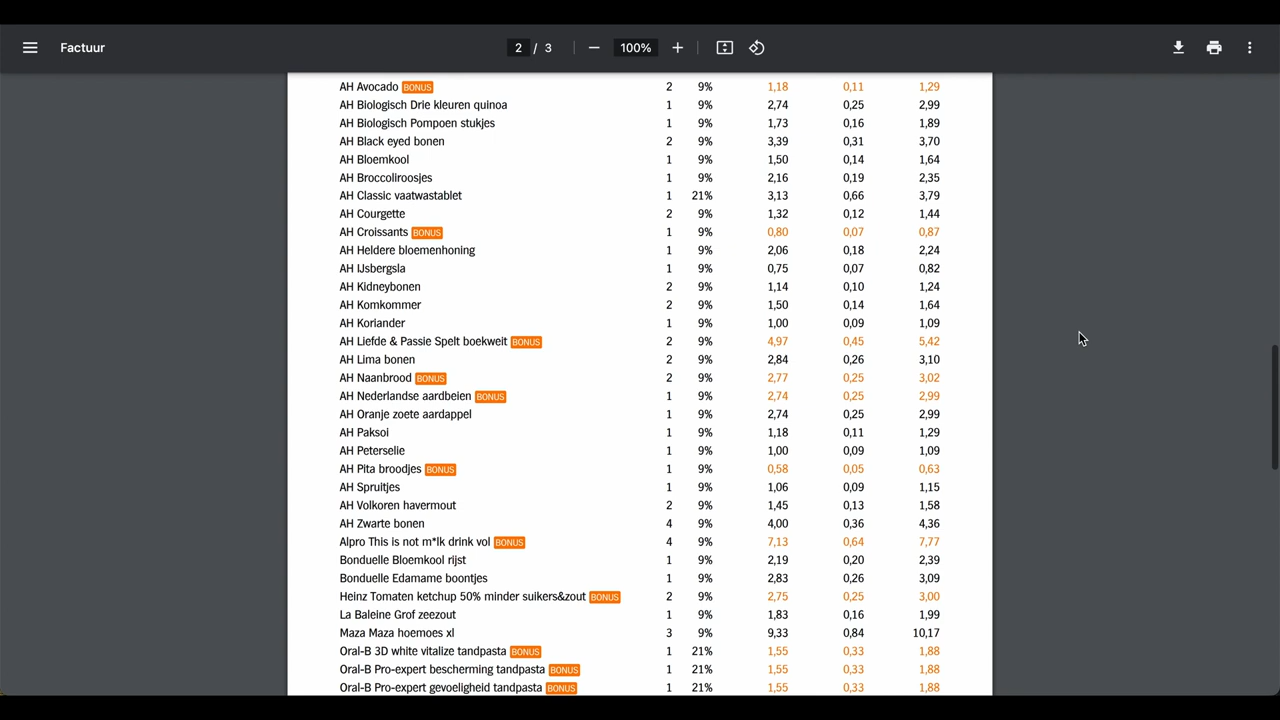 Factuur
2 / 3
100%
AH Avocado BONUS 2 9% 1,18 0,11 1,29
AH Biologisch Drie kleuren quinoa 1 9% 2,74 0,25 2,99
AH Biologisch Pompoen stukjes 1 9% 1,73 0,16 1,89
AH Black eyed bonen 2 9% 3,39 0,31 3,70
AH Bloemkool 1 9% 1,50 0,14 1,64
AH Broccoliroosjes 1 9% 2,16 0,19 2,35
AH Classic vaatwastablet 1 21% 3,13 0,66 3,79
AH Courgette 2 9% 1,32 0,12 1,44
AH Croissants BONUS 1 9% 0,80 0,07 0,87
AH Heldere bloemenhoning 1 9% 2,06 0,18 2,24
AH IJsbergsla 1 9% 0,75 0,07 0,82
AH Kidneybonen 2 9% 1,14 0,10 1,24
AH Komkommer 2 9% 1,50 0,14 1,64
AH Koriander 1 9% 1,00 0,09 1,09
AH Liefde & Passie Spelt boekweit BONUS 2 9% 4,97 0,45 5,42
AH Lima bonen 2 9% 2,84 0,26 3,10
AH Naanbrood BONUS 2 9% 2,77 0,25 3,02
AH Nederlandse aardbeien BONUS 1 9% 2,74 0,25 2,99
AH Oranje zoete aardappel 1 9% 2,74 0,25 2,99
AH Paksoi 1 9% 1,18 0,11 1,29
AH Peterselie 1 9% 1,00 0,09 1,09
AH Pita broodjes BONUS 1 9% 0,58 0,05 0,63
AH Spruitjes 1 9% 1,06 0,09 1,15
AH Volkoren havermout 2 9% 1,45 0,13 1,58
AH Zwarte bonen 4 9% 4,00 0,36 4,36
Alpro This is not m*lk drink vol BONUS 4 9% 7,13 0,64 7,77
Bonduelle Bloemkool rijst 1 9% 2,19 0,20 2,39
Bonduelle Edamame boontjes 1 9% 2,83 0,26 3,09
Heinz Tomaten ketchup 50% minder suikers&zout BONUS 2 9% 2,75 0,25 3,00
La Baleine Grof zeezout 1 9% 1,83 0,16 1,99
Maza Maza hoemoes xl 3 9% 9,33 0,84 10,17
Oral-B 3D white vitalize tandpasta BONUS 1 21% 1,55 0,33 1,88
Oral-B Pro-expert bescherming tandpasta BONUS 1 21% 1,55 0,33 1,88
Oral-B Pro-expert gevoeligheid tandpasta BONUS 1 21% 1,55 0,33 1,88